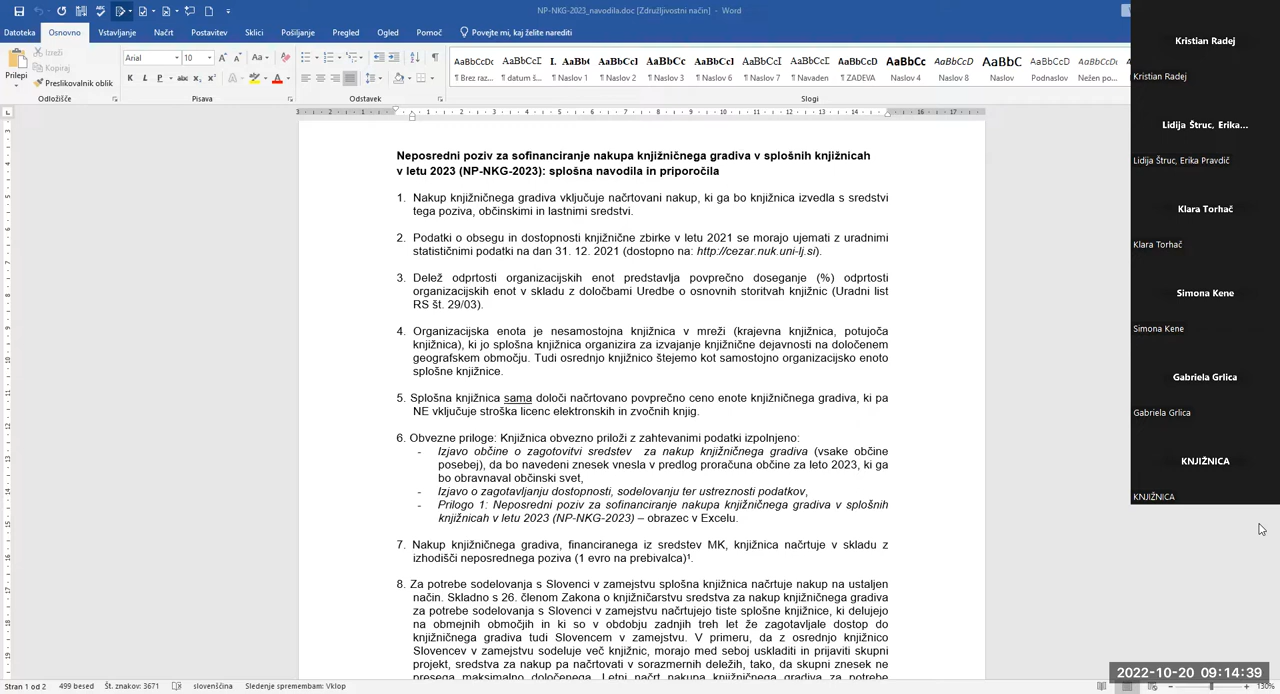 NP-NKG-2023_navodila.doc [Združljivostni način] - Word
Datoteka Osnovno Vstavljanje Načrt Postavitev Sklici Pošiljanje Pregled Ogled Pomoč Povejte mi, kaj želite narediti
Prilepi
Izreži
Kopiraj
Preslikovalnik oblik
Odložišče
Arial 10
K L P abc x₂ x²
Pisava
Odstavek
¶ Brez raz... ¶ datum š... ¶ Naslov 1 ¶ Naslov 2 ¶ Naslov 3 ¶ Naslov 6 ¶ Naslov 7 ¶ Navaden ¶ ZADEVA Naslov 4 Naslov 8 Naslov Podnaslov Nežen po...
Slogi
Neposredni poziv za sofinanciranje nakupa knjižničnega gradiva v splošnih knjižnicah
v letu 2023 (NP-NKG-2023): splošna navodila in priporočila
1. Nakup knjižničnega gradiva vključuje načrtovani nakup, ki ga bo knjižnica izvedla s sredstvi
tega poziva, občinskimi in lastnimi sredstvi.
2. Podatki o obsegu in dostopnosti knjižnične zbirke v letu 2021 se morajo ujemati z uradnimi
statističnimi podatki na dan 31. 12. 2021 (dostopno na: http://cezar.nuk.uni-lj.si).
3. Delež odprtosti organizacijskih enot predstavlja povprečno doseganje (%) odprtosti
organizacijskih enot v skladu z določbami Uredbe o osnovnih storitvah knjižnic (Uradni list
RS št. 29/03).
4. Organizacijska enota je nesamostojna knjižnica v mreži (krajevna knjižnica, potujoča
knjižnica), ki jo splošna knjižnica organizira za izvajanje knjižnične dejavnosti na določenem
geografskem območju. Tudi osrednjo knjižnico štejemo kot samostojno organizacijsko enoto
splošne knjižnice.
5. Splošna knjižnica sama določi načrtovano povprečno ceno enote knjižničnega gradiva, ki pa
NE vključuje stroška licenc elektronskih in zvočnih knjig.
6. Obvezne priloge: Knjižnica obvezno priloži z zahtevanimi podatki izpolnjeno:
- Izjavo občine o zagotovitvi sredstev za nakup knjižničnega gradiva (vsake občine
posebej), da bo navedeni znesek vnesla v predlog proračuna občine za leto 2023, ki ga
bo obravnaval občinski svet,
- Izjavo o zagotavljanju dostopnosti, sodelovanju ter ustreznosti podatkov,
- Prilogo 1: Neposredni poziv za sofinanciranje nakupa knjižničnega gradiva v splošnih
knjižnicah v letu 2023 (NP-NKG-2023) – obrazec v Excelu.
7. Nakup knjižničnega gradiva, financiranega iz sredstev MK, knjižnica načrtuje v skladu z
izhodišči neposrednega poziva (1 evro na prebivalca)¹.
8. Za potrebe sodelovanja s Slovenci v zamejstvu splošna knjižnica načrtuje nakup na ustaljen
način. Skladno s 26. členom Zakona o knjižničarstvu sredstva za nakup knjižničnega gradiva
za potrebe sodelovanja s Slovenci v zamejstvu načrtujejo tiste splošne knjižnice, ki delujejo
na obmejnih območjih in ki so v obdobju zadnjih treh let že zagotavljale dostop do
knjižničnega gradiva tudi Slovencem v zamejstvu. V primeru, da z osrednjo knjižnico
Slovencev v zamejstvu sodeluje več knjižnic, morajo med seboj uskladiti in prijaviti skupni
projekt, sredstva za nakup pa načrtovati v sorazmernih deležih, tako, da skupni znesek ne
presega maksimalno določenega. Letni načrt nakupa knjižničnega gradiva za potrebe
Kristian Radej
Kristian Radej
Lidija Štruc, Erika...
Lidija Štruc, Erika Pravdič
Klara Torhač
Klara Torhač
Simona Kene
Simona Kene
Gabriela Grlica
Gabriela Grlica
KNJIŽNICA
KNJIŽNICA
2022-10-20 09:14:39
Stran 1 od 2 499 besed Št. znakov: 3671 slovenščina Sledenje spremembam: Vklop 130%